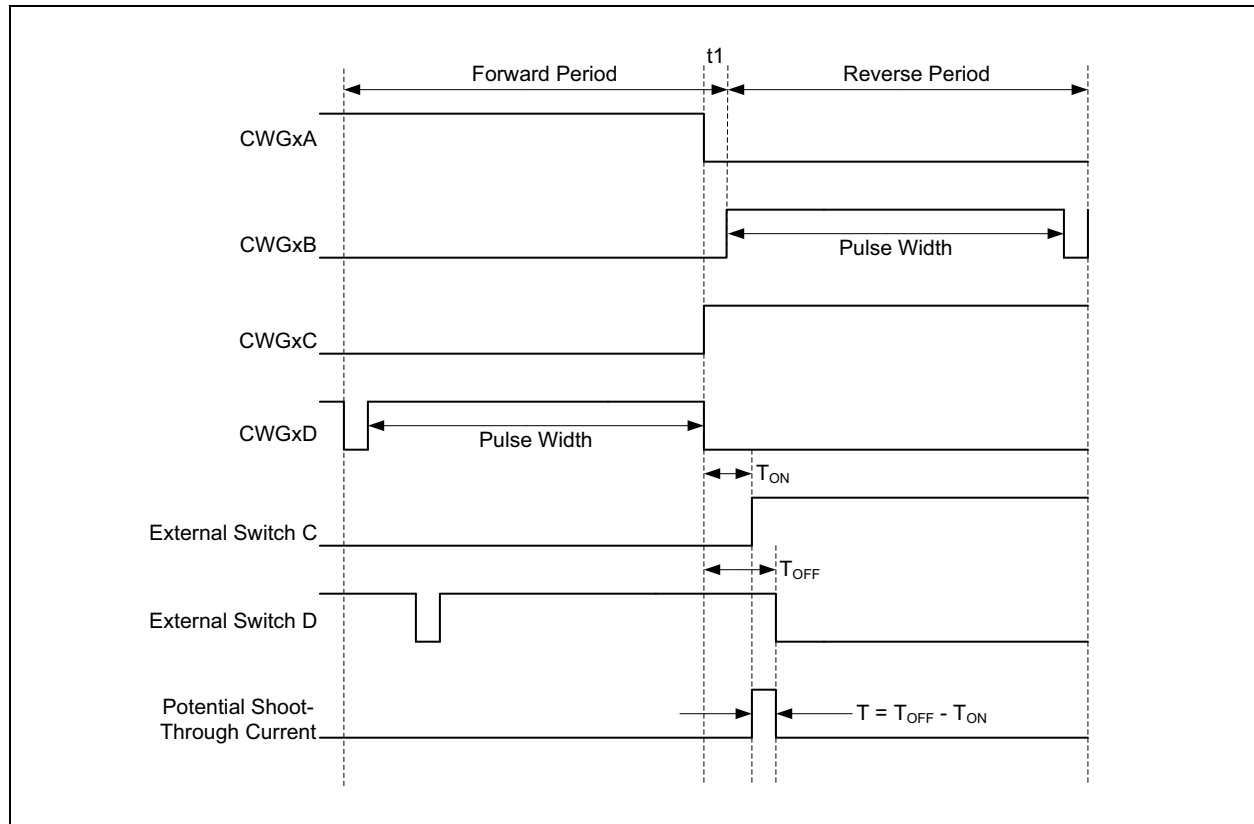 t1
Forward Period
Reverse Period
CWGxA
CWGxB
Pulse Width
CWGxC
CWGxD
Pulse Width
TON
External Switch C
TOFF
External Switch D
Potential Shoot-
Through Current
T = TOFF - TON